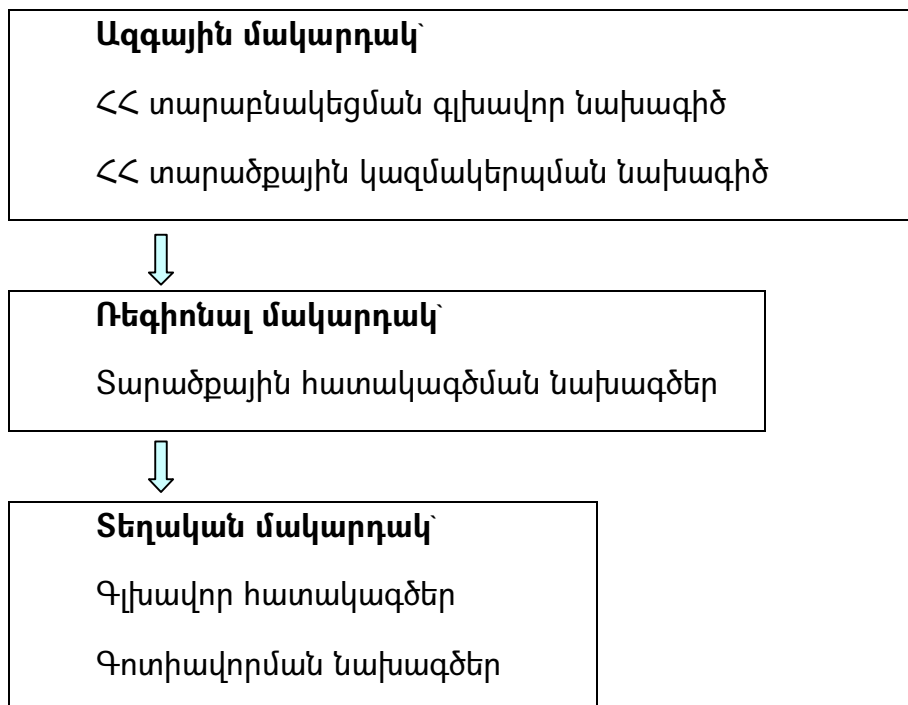 Ազգային մակարդակ`
ՀՀ տարաբնակեցման գլխավոր նախագիծ
ՀՀ տարածքային կազմակերպման նախագիծ
Ռեգիոնալ մակարդակ`
Տարածքային հատակագծման նախագծեր
Տեղական մակարդակ`
Գլխավոր հատակագծեր
Գոտիավորման նախագծեր